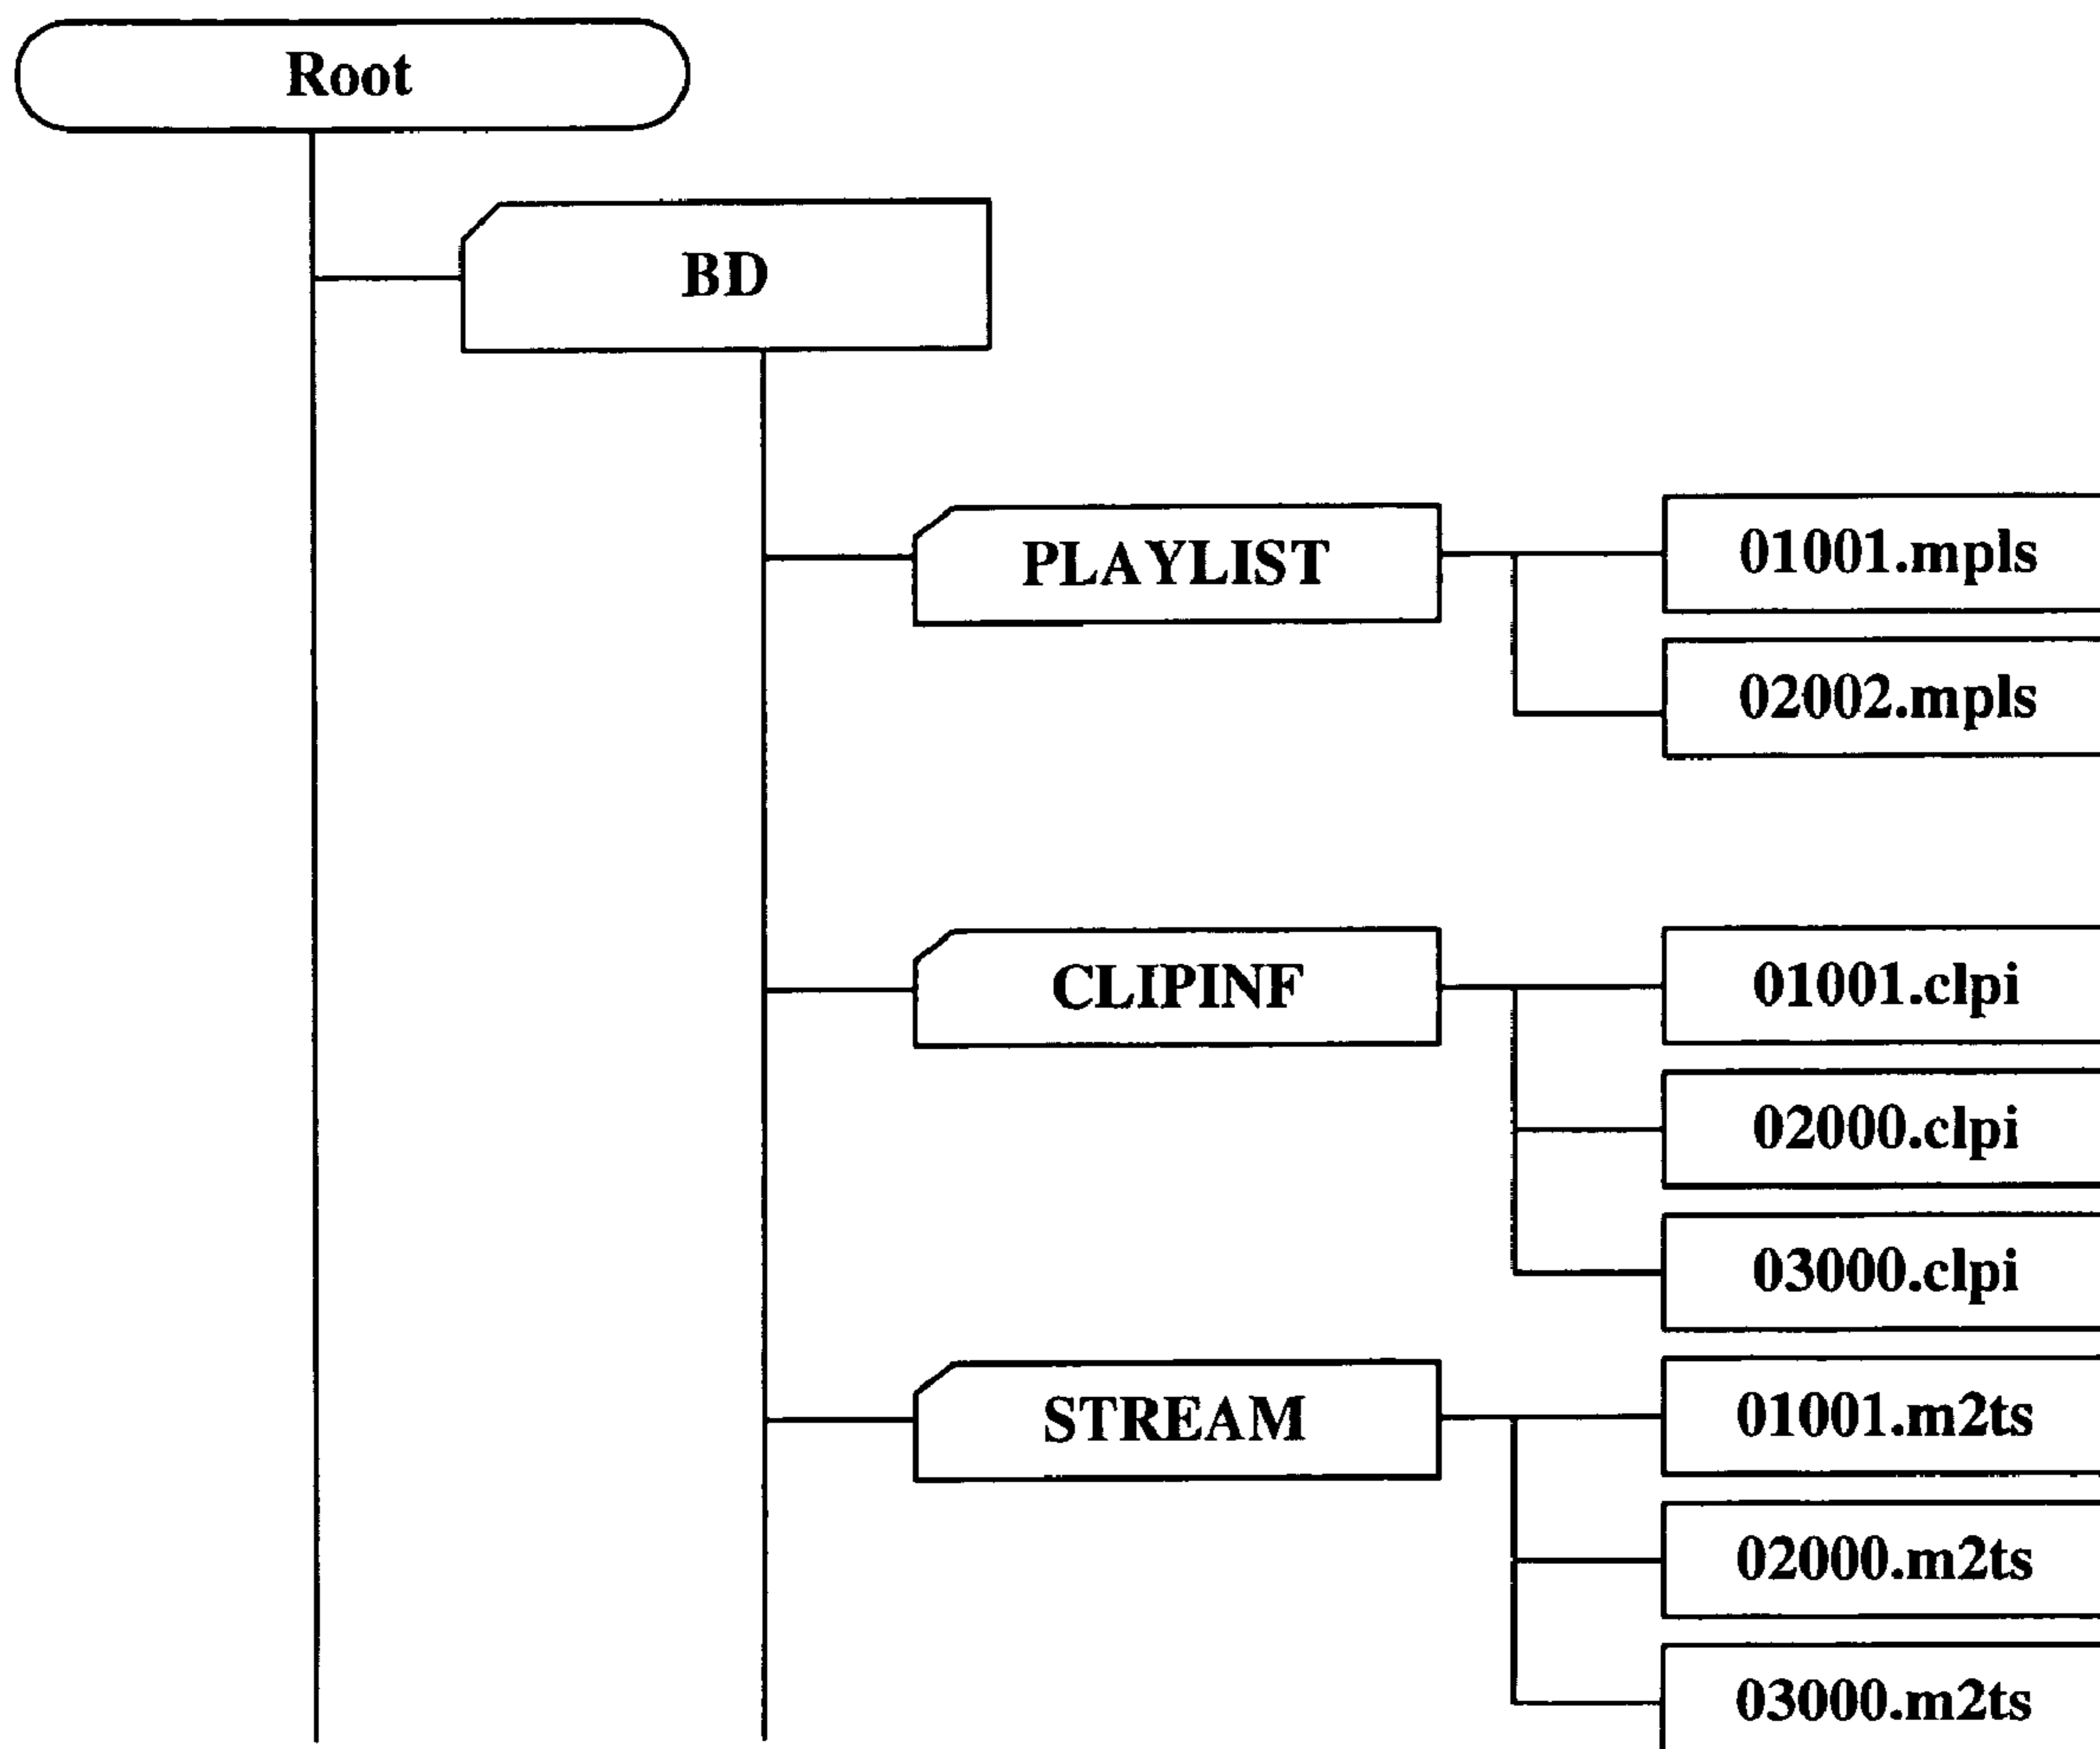 Root
BD
PLAYLIST
01001.mpls
02002.mpls
CLIPINF
01001.clpi
02000.clpi
03000.clpi
STREAM
01001.m2ts
02000.m2ts
03000.m2ts